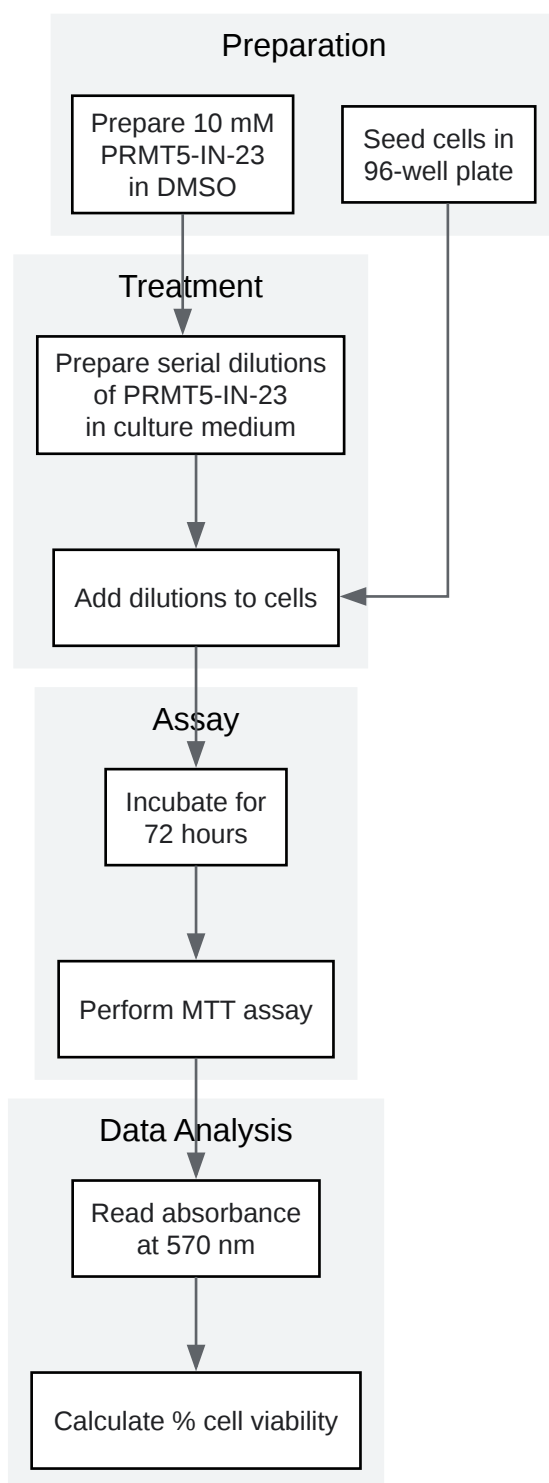 Preparation
Prepare 10 mM
PRMT5-IN-23
in DMSO
Seed cells in
96-well plate
Treatment
Prepare serial dilutions
of PRMT5-IN-23
in culture medium
Add dilutions to cells
Assay
Incubate for
72 hours
Perform MTT assay
Data Analysis
Read absorbance
at 570 nm
Calculate % cell viability